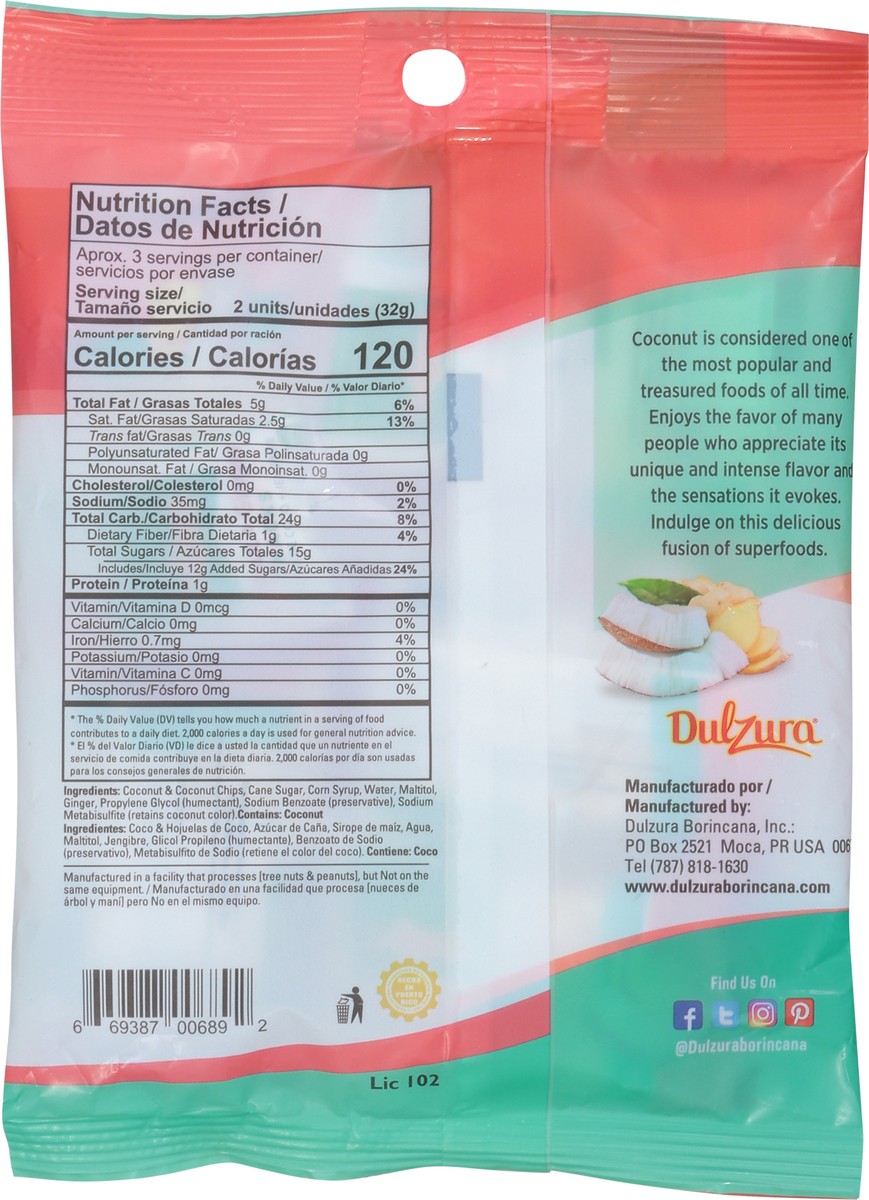 Nutrition Facts /
Datos de Nutrición
Aprox. 3 servings per container/
servicios por envase
Serving size/
Tamaño servicio 2 units/unidades (32g)
Amount per serving / Cantidad por ración
Calories / Calorías 120
% Daily Value / % Valor Diario*
Total Fat / Grasas Totales 5g 6%
Sat. Fat/Grasas Saturadas 2.5g 13%
Trans fat/Grasas Trans 0g
Polyunsaturated Fat/ Grasa Polinsaturada 0g
Monounsat. Fat / Grasa Monoinsat. 0g
Cholesterol/Colesterol 0mg 0%
Sodium/Sodio 35mg 2%
Total Carb./Carbohidrato Total 24g 8%
Dietary Fiber/Fibra Dietaria 1g 4%
Total Sugars / Azúcares Totales 15g
Includes/Incluye 12g Added Sugars/Azúcares Añadidas 24%
Protein / Proteína 1g
Vitamin/Vitamina D 0mcg 0%
Calcium/Calcio 0mg 0%
Iron/Hierro 0.7mg 4%
Potassium/Potasio 0mg 0%
Vitamin/Vitamina C 0mg 0%
Phosphorus/Fósforo 0mg 0%
* The % Daily Value (DV) tells you how much a nutrient in a serving of food
contributes to a daily diet. 2,000 calories a day is used for general nutrition advice.
* El % del Valor Diario (VD) le dice a usted la cantidad que un nutriente en el
servicio de comida contribuye en la dieta diaria. 2,000 calorías por día son usadas
para los consejos generales de nutrición.
Ingredients: Coconut & Coconut Chips, Cane Sugar, Corn Syrup, Water, Maltitol,
Ginger, Propylene Glycol (humectant), Sodium Benzoate (preservative), Sodium
Metabisulfite (retains coconut color).Contains: Coconut
Ingredientes: Coco & Hojuelas de Coco, Azúcar de Caña, Sirope de maíz, Agua,
Maltitol, Jengibre, Glicol Propileno (humectante), Benzoato de Sodio
(preservativo), Metabisulfito de Sodio (retiene el color del coco). Contiene: Coco
Manufactured in a facility that processes [tree nuts & peanuts], but Not on the
same equipment. / Manufacturado en una facilidad que procesa [nueces de
árbol y maní] pero No en el mismo equipo.
6 69387 00689 2
HECHO
EN
PUERTO
RICO
Lic 102
Coconut is considered one of
the most popular and
treasured foods of all time.
Enjoys the favor of many
people who appreciate its
unique and intense flavor and
the sensations it evokes.
Indulge on this delicious
fusion of superfoods.
Dulzura®
Manufacturado por /
Manufactured by:
Dulzura Borincana, Inc.:
PO Box 2521 Moca, PR USA 006
Tel (787) 818-1630
www.dulzuraborincana.com
Find Us On
@Dulzuraborincana